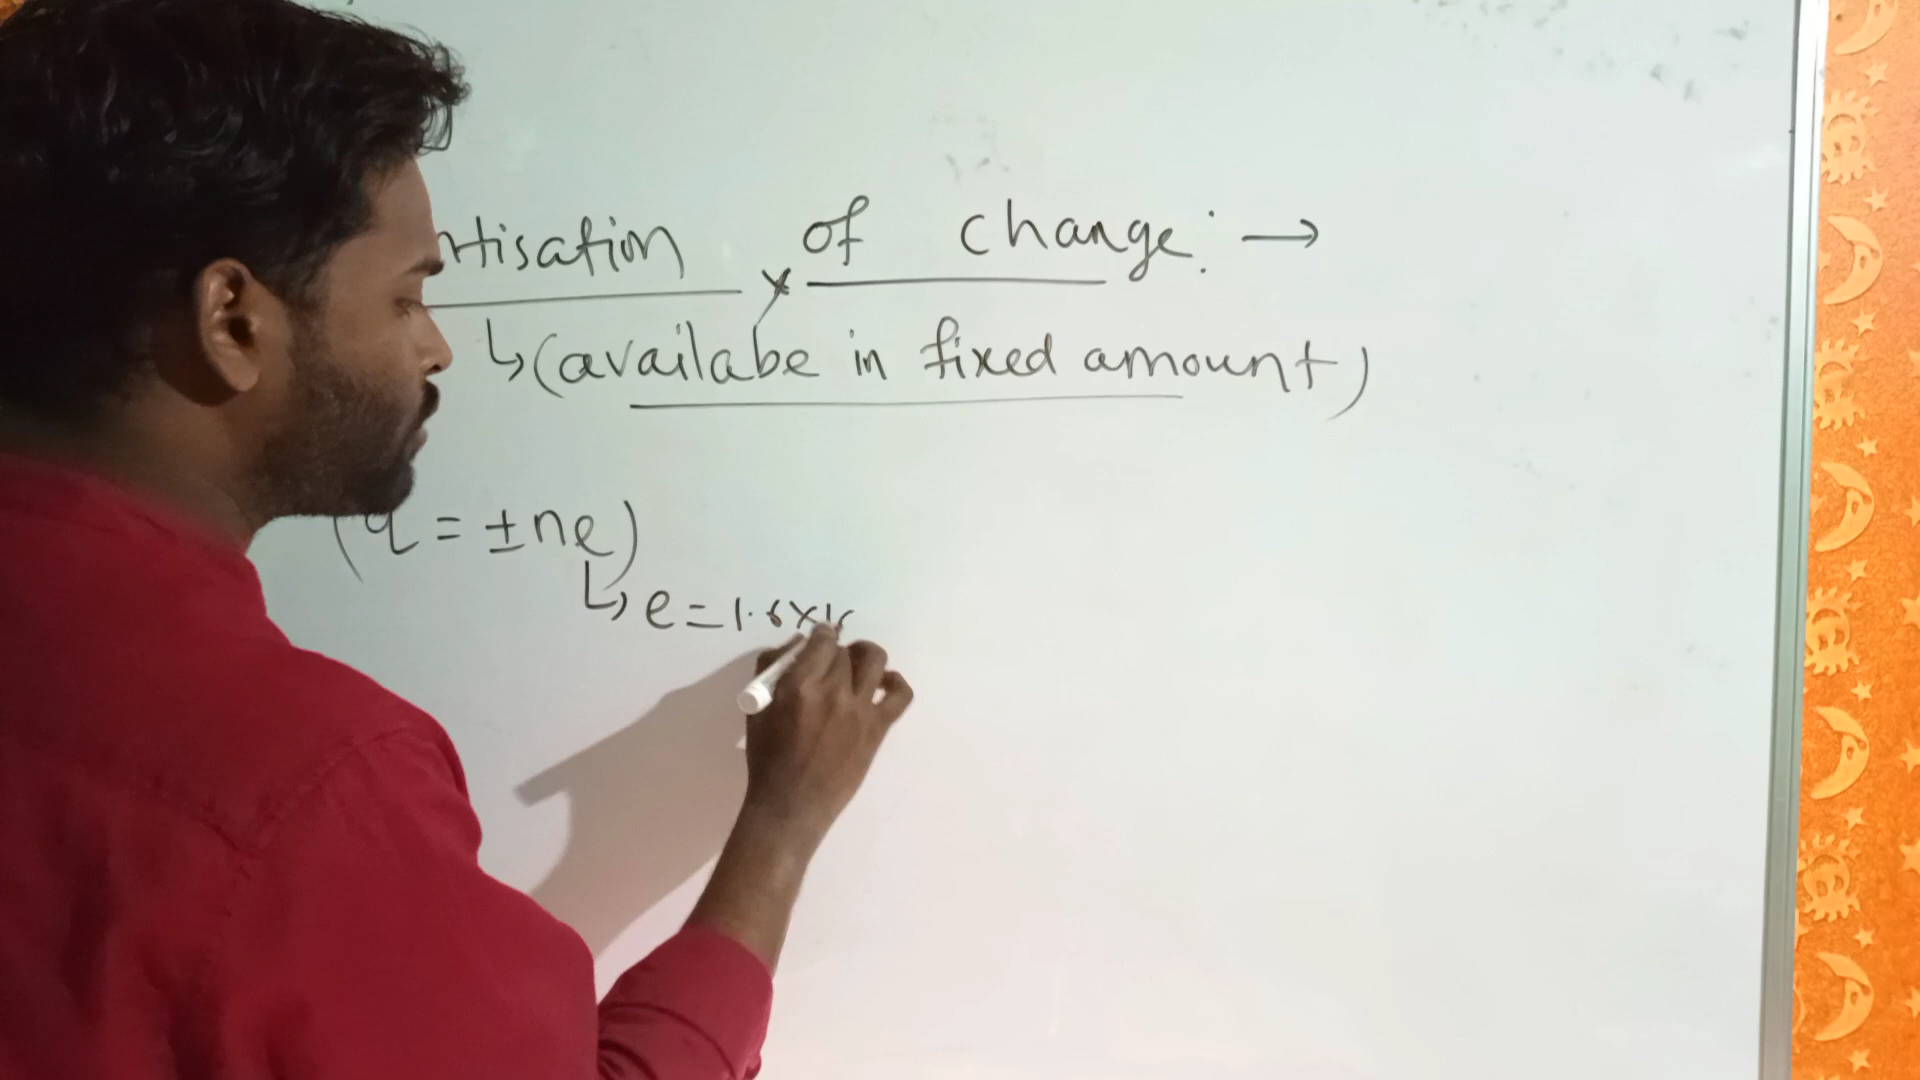 ntisation of change: →
↳(availabe in fixed amount)
(q = ±ne)
↳ e = 1.6×1